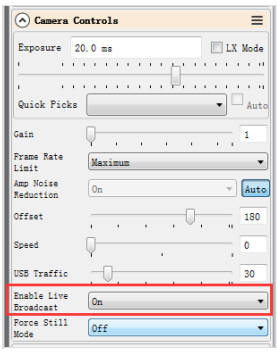 Camera Controls
Exposure 20.0 ms LX Mode
Quick Picks Auto
Gain 1
Frame Rate
Limit Maximum
Amp Noise
Reduction On Auto
Offset 180
Speed 0
USB Traffic 30
Enable Live
Broadcast On
Force Still
Mode Off